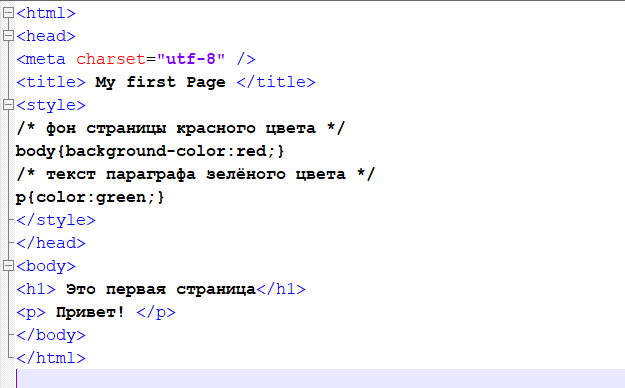 <html>
<head>
<meta charset="utf-8" />
<title> My first Page </title>
<style>
/* фон страницы красного цвета */
body{background-color:red;}
/* текст параграфа зелёного цвета */
p{color:green;}
</style>
</head>
<body>
<h1> Это первая страница</h1>
<p> Привет! </p>
</body>
</html>